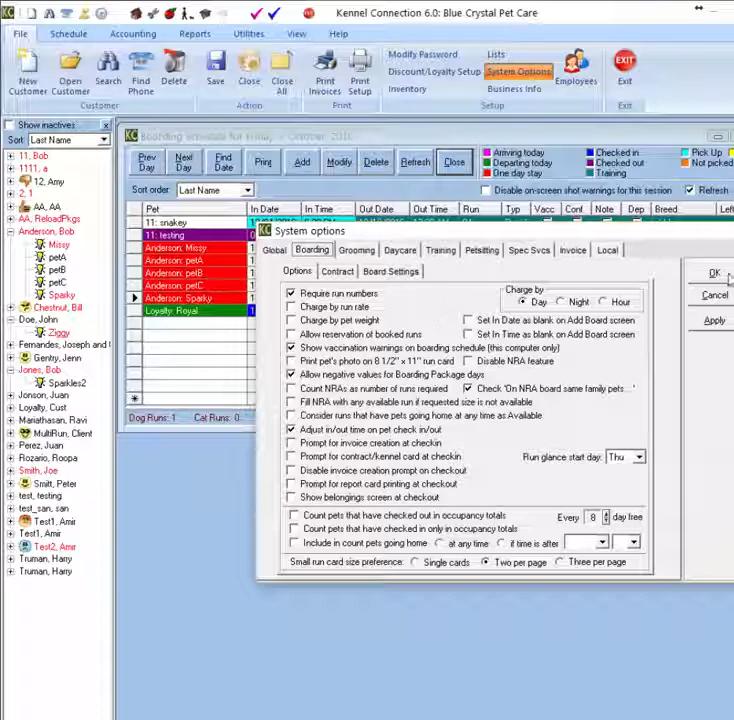 KC Kennel Connection 6.0: Blue Crystal Pet Care
File Schedule Accounting Reports Utilities View Help
New Customer
Open Customer
Search
Find Phone
Delete
Save
Close
Close All
Print Invoices
Print Setup
Modify Password Lists
Discount/Loyalty Setup System Options
Inventory Business Info
Employees
Exit
Customer Action Print Setup Exit
Show inactives x
Sort: Last Name
11, Bob
1111, a
12, Amy
2, 1
AA, AA
AA, ReloadPkgs
Anderson, Bob
Missy
petA
petB
petC
Sparky
Chestnut, Bill
Doe, John
Ziggy
Fernandes, Joseph and
Gentry, Jenn
Jones, Bob
Sparkles2
Jonson, Juan
Loyalty, Cust
Mariathasan, Ravi
MultiRun, Client
Perez, Juan
Rozario, Roopa
Smith, Joe
Smitt, Peter
test, testing
test_san, san
Test1, Amir
Test2, Amir
Truman, Harry
Truman, Harry
KC Boarding schedule for Friday October, 2016
Prev Day
Next Day
Find Date
Print
Add
Modify
Delete
Refresh
Close
Arriving today Checked in Pick Up
Departing today Checked out Not picked
One day stay Training
Sort order: Last Name Disable on-screen shot warnings for this session Refresh
Pet In Date In Time Out Date Out Time Run Typ Vacc Conf Note Dep Breed
11: snakey
11: testing
Anderson: Missy
Anderson: petA
Anderson: petB
Anderson: petC
Anderson: Sparky
Loyalty: Royal
Dog Runs: 1 Cat Runs: 0
KC System options
Global Boarding Grooming Daycare Training Petsitting Spec Svcs Invoice Local
Options Contract Board Settings
OK
Cancel
Apply
Require run numbers
Charge by run rate
Charge by pet weight
Allow reservation of booked runs
Show vaccination warnings on boarding schedule (this computer only)
Print pet's photo on 8 1/2" x 11" run card Disable NRA feature
Allow negative values for Boarding Package days
Count NRAs as number of runs required Check 'On NRA board same family pets...'
Fill NRA with any available run if requested size is not available
Consider runs that have pets going home at any time as Available
Adjust in/out time on pet check in/out
Prompt for invoice creation at checkin
Prompt for contract/kennel card at checkin Run glance start day: Thu
Disable invoice creation prompt on checkout
Prompt for report card printing at checkout
Show belongings screen at checkout
Charge by
Day Night Hour
Set In Date as blank on Add Board screen
Set In Time as blank on Add Board screen
Count pets that have checked out in occupancy totals Every 8 day free
Count pets that have checked in only in occupancy totals
Include in count pets going home at any time if time is after
Small run card size preference: Single cards Two per page Three per page